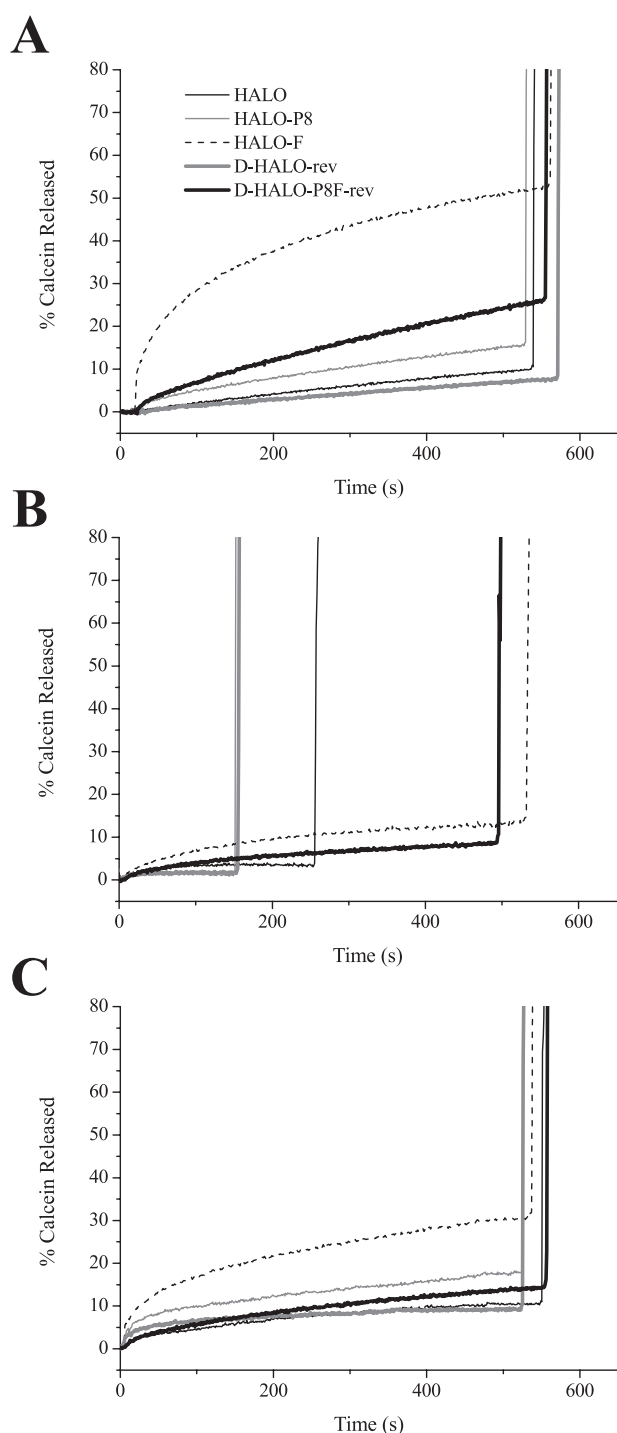 A
80
70
60
50
40
30
20
10
0
% Calcein Released
HALO
HALO-P8
HALO-F
D-HALO-rev
D-HALO-P8F-rev
0 200 400 600
Time (s)
B
80
70
60
50
40
30
20
10
0
% Calcein Released
0 200 400 600
Time (s)
C
80
70
60
50
40
30
20
10
0
% Calcein Released
0 200 400 600
Time (s)